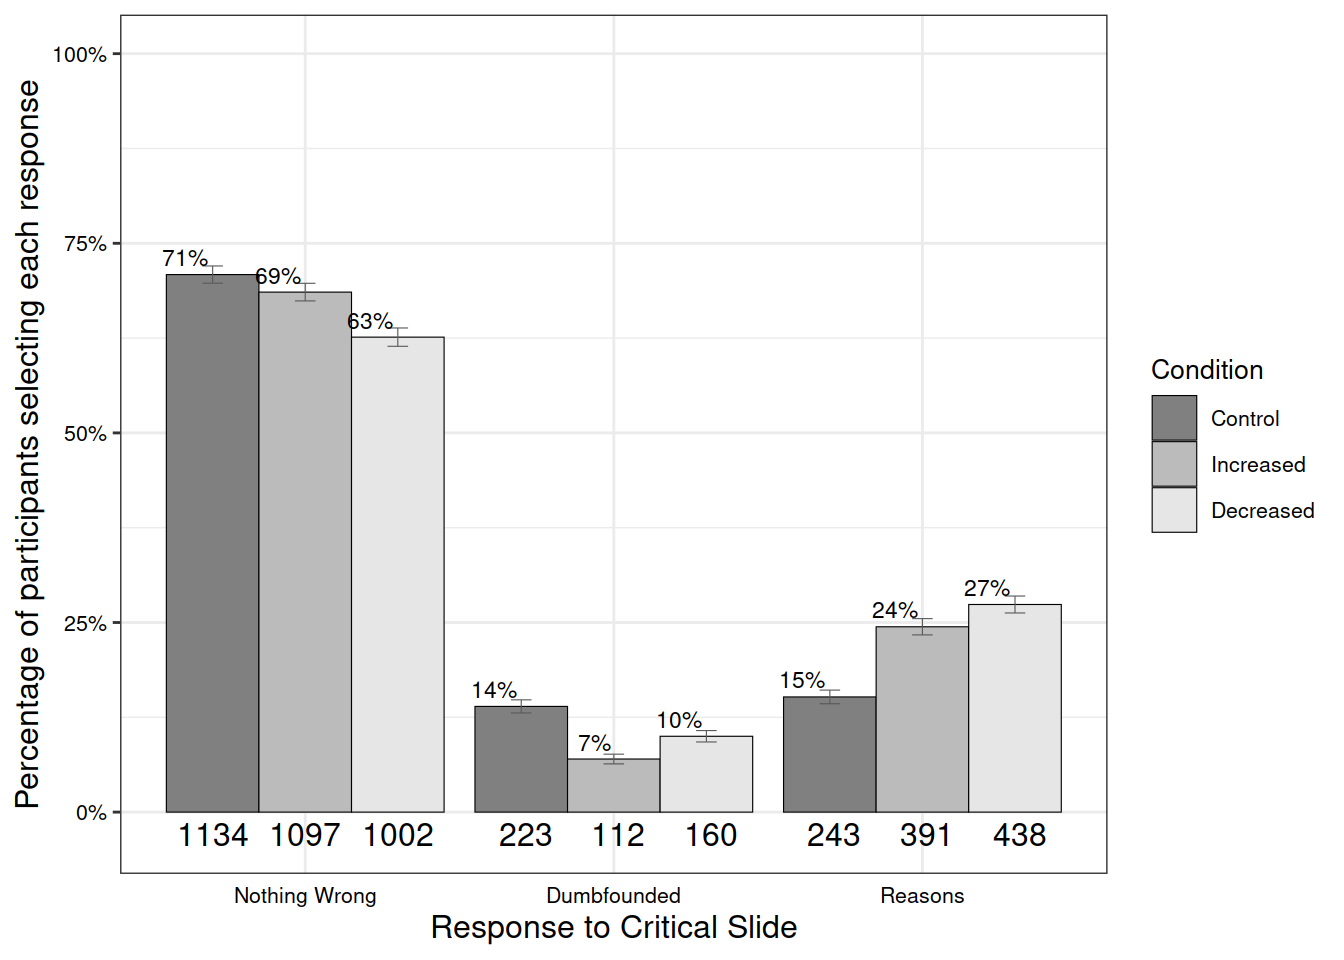 Percentage of participants selecting each response
100%
75%
50%
25%
0%
71%
69%
63%
14%
7%
10%
15%
24%
27%
1134 1097 1002 223 112 160 243 391 438
Nothing Wrong Dumbfounded Reasons
Response to Critical Slide
Condition
Control
Increased
Decreased